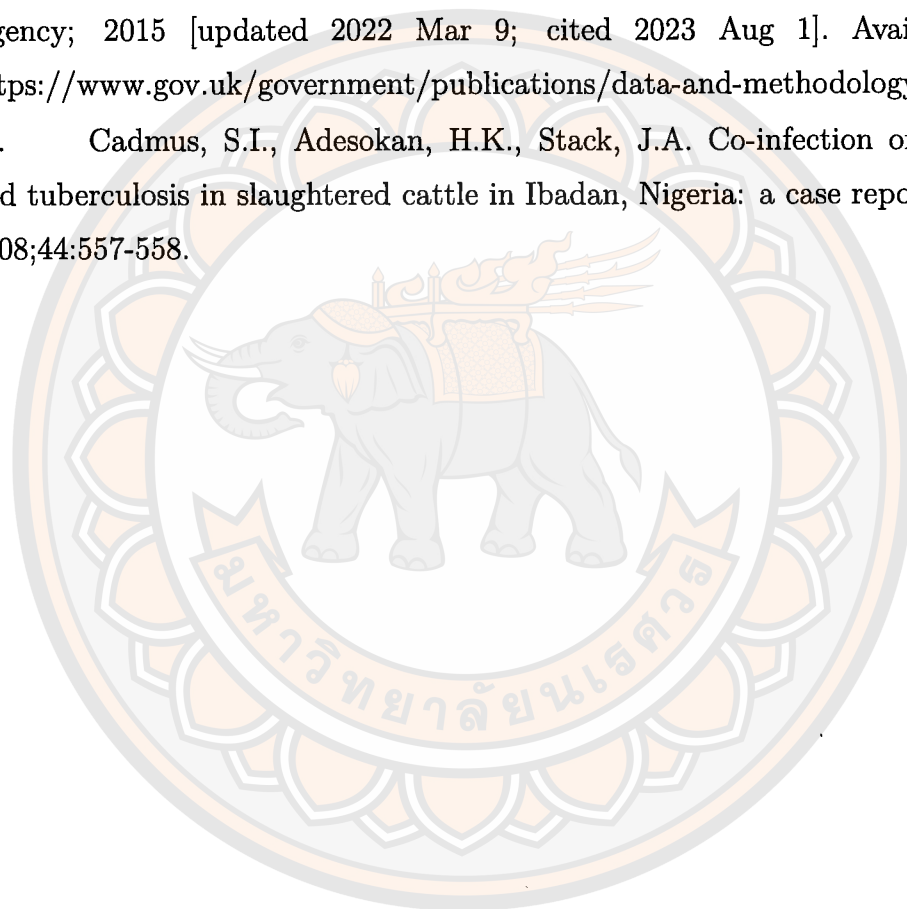 gency; 2015 [updated 2022 Mar 9; cited 2023 Aug 1]. Avai
tps://www.gov.uk/government/publications/data-and-methodology
. Cadmus, S.I., Adesokan, H.K., Stack, J.A. Co-infection o
d tuberculosis in slaughtered cattle in Ibadan, Nigeria: a case repo
08;44:557-558.
มหาวิทยาลัยนเรศวร